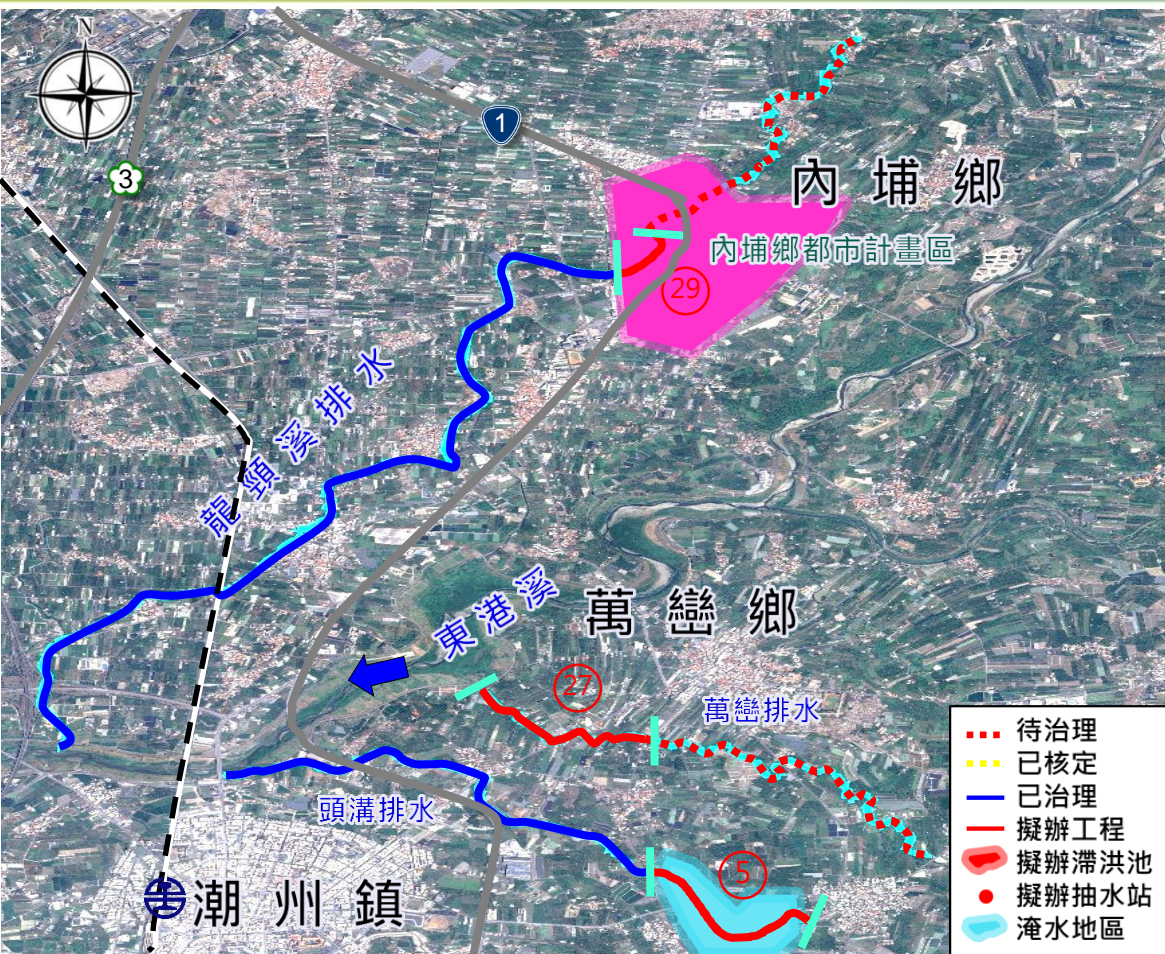 N
1
3
內埔鄉
內埔鄉都市計畫區
29
龍頸溪排水
東港溪
萬巒鄉
27
萬巒排水
頭溝排水
5
潮州鎮
待治理
已核定
已治理
擬辦工程
擬辦滯洪池
擬辦抽水站
淹水地區